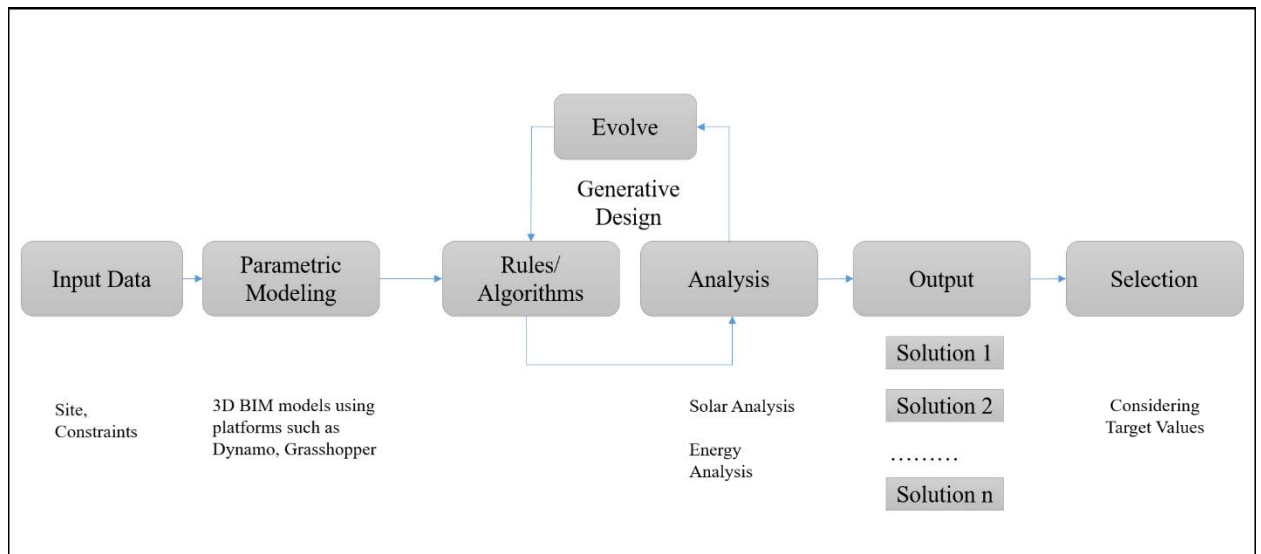 Evolve
Generative
Design
Input Data
Parametric
Modeling
Rules/
Algorithms
Analysis
Output
Selection
Site,
Constraints
3D BIM models using
platforms such as
Dynamo, Grasshopper
Solar Analysis
Energy
Analysis
Solution 1
Solution 2
.........
Solution n
Considering
Target Values